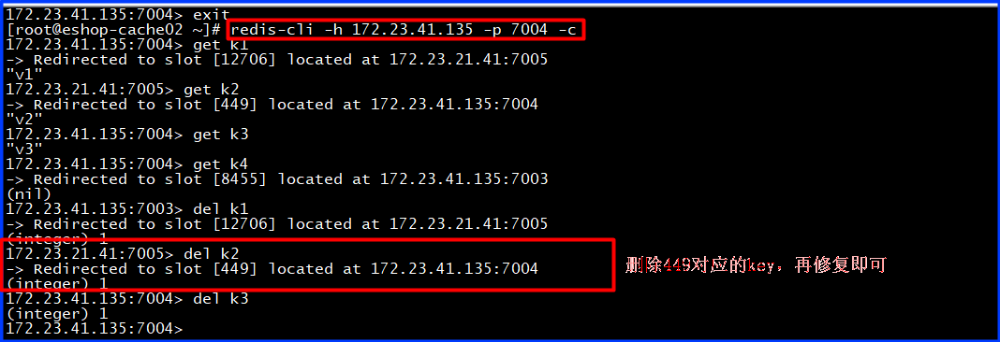 172.23.41.135:7004> exit
[root@eshop-cache02 ~]# redis-cli -h 172.23.41.135 -p 7004 -c
172.23.41.135:7004> get k1
-> Redirected to slot [12706] located at 172.23.21.41:7005
"v1"
172.23.21.41:7005> get k2
-> Redirected to slot [449] located at 172.23.41.135:7004
"v2"
172.23.41.135:7004> get k3
"v3"
172.23.41.135:7004> get k4
-> Redirected to slot [8455] located at 172.23.41.135:7003
(nil)
172.23.41.135:7003> del k1
-> Redirected to slot [12706] located at 172.23.21.41:7005
(integer) 1
172.23.21.41:7005> del k2
-> Redirected to slot [449] located at 172.23.41.135:7004
(integer) 1
删除449对应的key，再修复即可
172.23.41.135:7004> del k3
(integer) 1
172.23.41.135:7004>